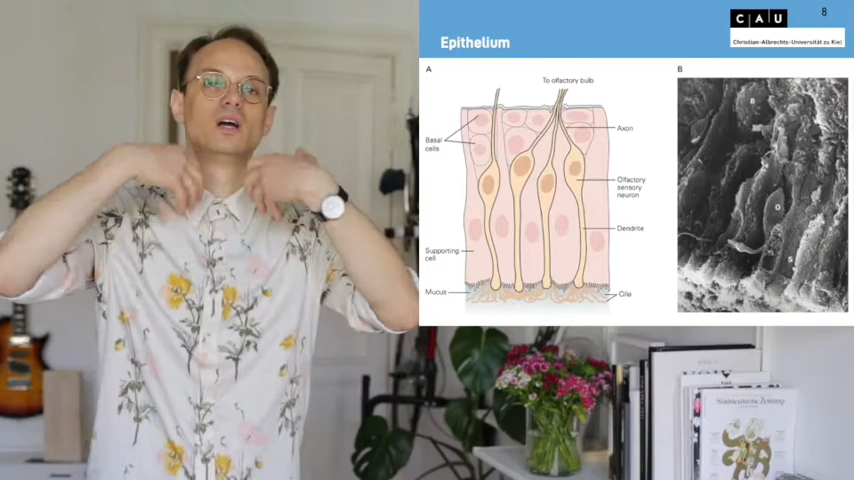 CAU
8
Christian-Albrechts-Universität zu Kiel
Epithelium
A
B
To olfactory bulb
Basal
cells
Axon
Olfactory
sensory
neuron
Dendrite
Supporting
cell
Mucus
Cilia
B
O
S
Süddeutsche Zeitung